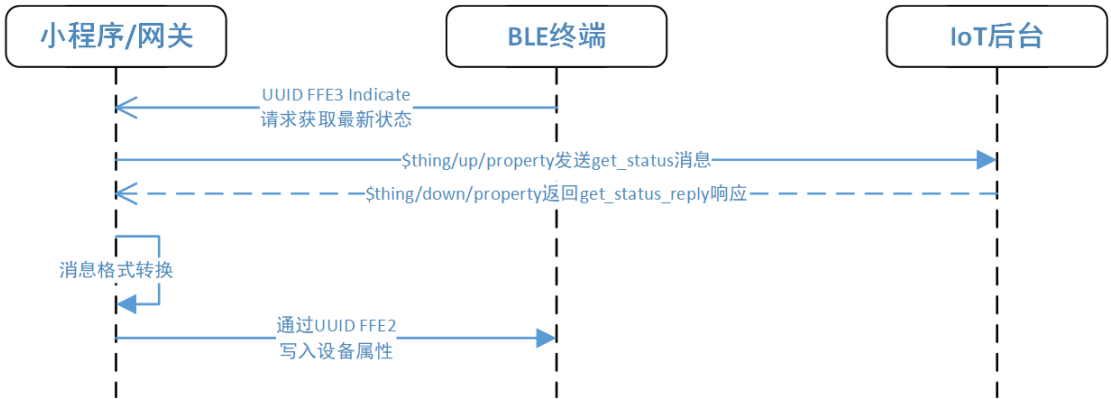 小程序/网关
BLE终端
IoT后台
UUID FFE3 Indicate
请求获取最新状态
$thing/up/property发送get_status消息
$thing/down/property返回get_status_reply响应
消息格式转换
通过UUID FFE2
写入设备属性